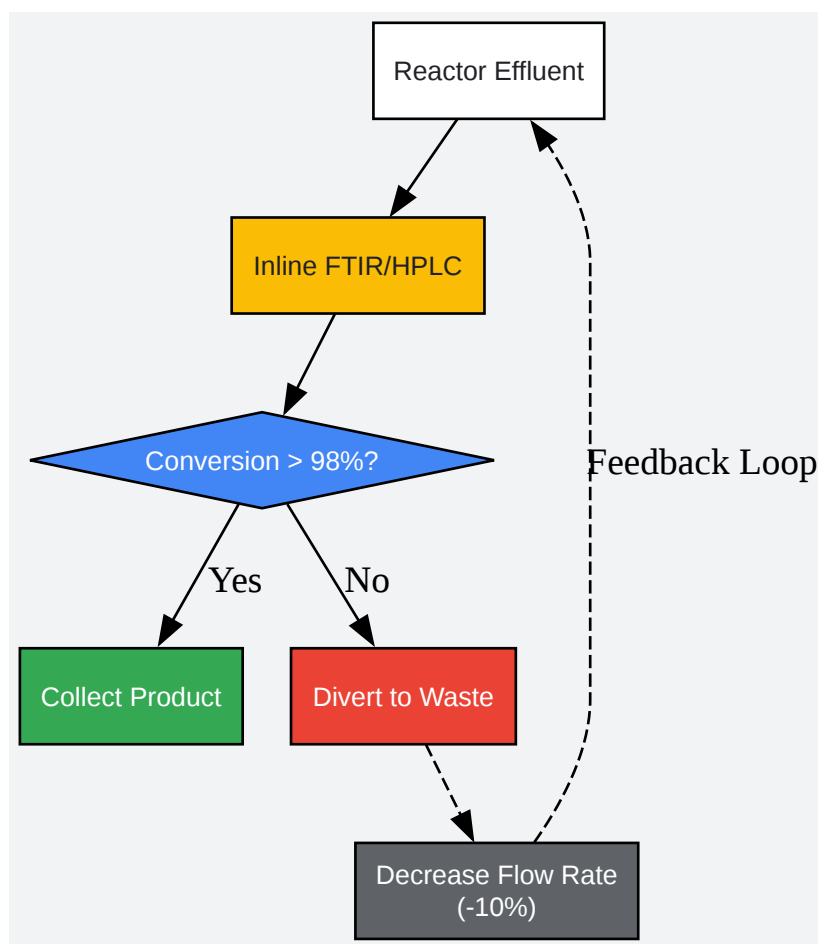 Reactor Effluent
Inline FTIR/HPLC
Conversion > 98%?
Feedback Loop
Yes
No
Collect Product
Divert to Waste
Decrease Flow Rate
(-10%)